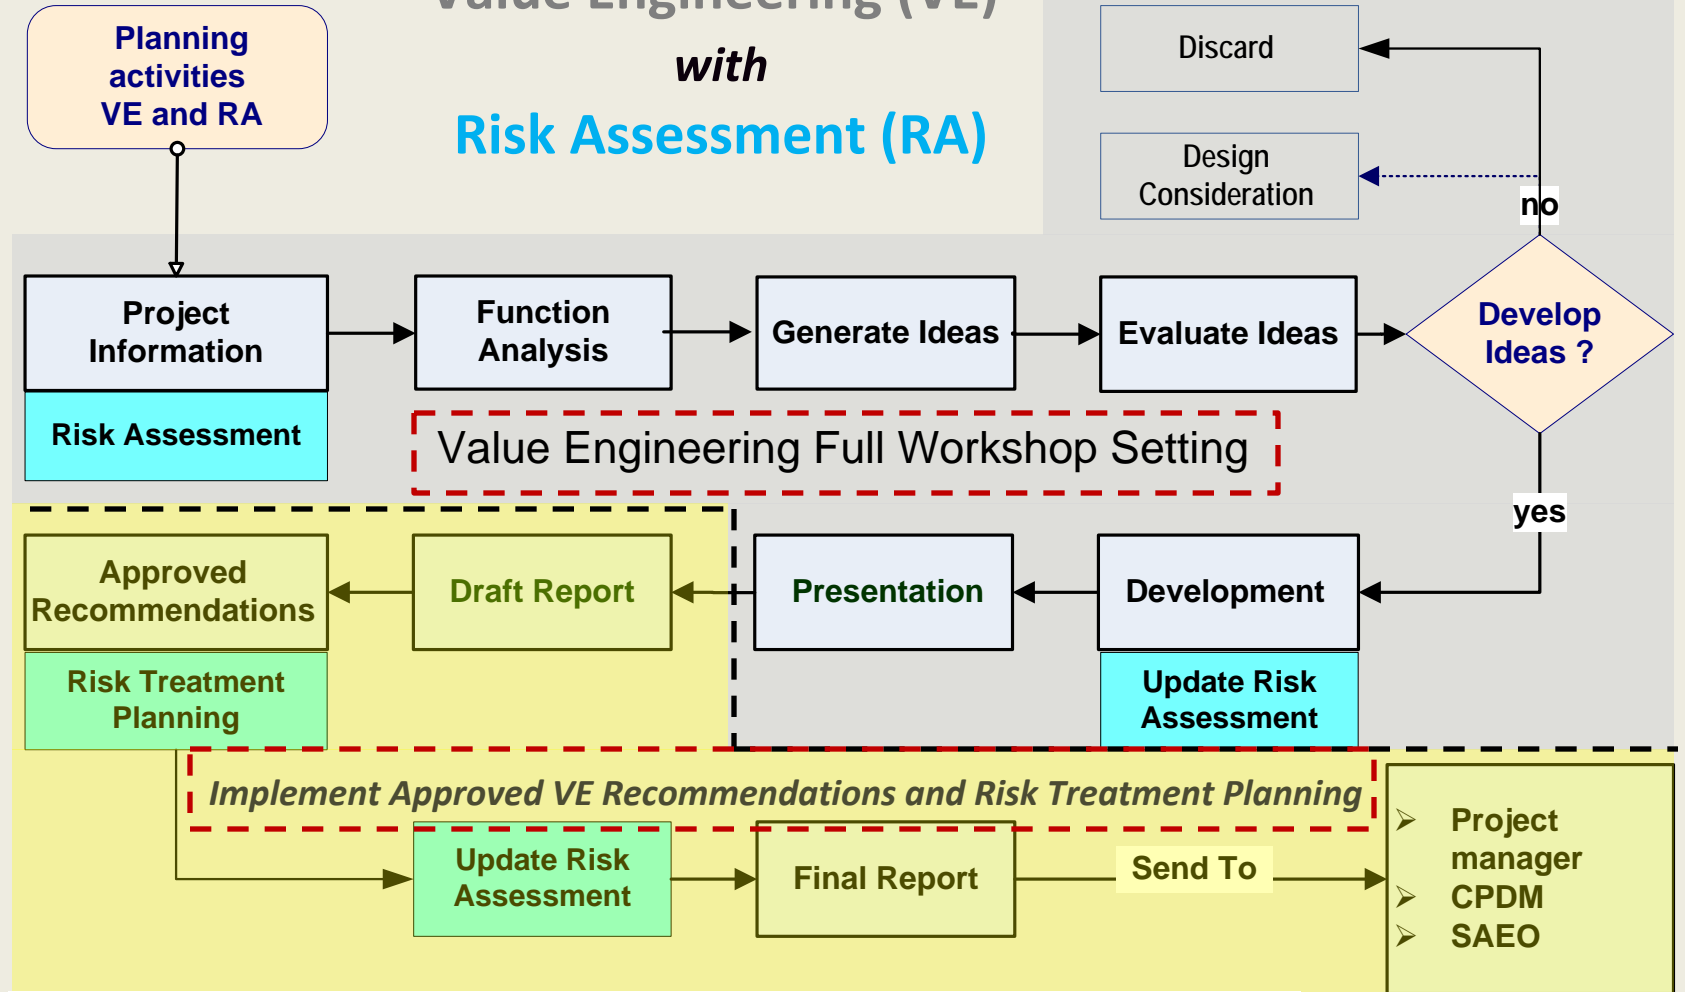 Value Engineering (VE)
with
Risk Assessment (RA)
Planning
activities
VE and RA
Discard
Design
Consideration
no
Project
Information
Risk Assessment
Function
Analysis
Generate Ideas
Evaluate Ideas
Develop
Ideas ?
Value Engineering Full Workshop Setting
yes
Approved
Recommendations
Risk Treatment
Planning
Draft Report
Presentation
Development
Update Risk
Assessment
Implement Approved VE Recommendations and Risk Treatment Planning
Update Risk
Assessment
Final Report
Send To
➢ Project
manager
➢ CPDM
➢ SAEO